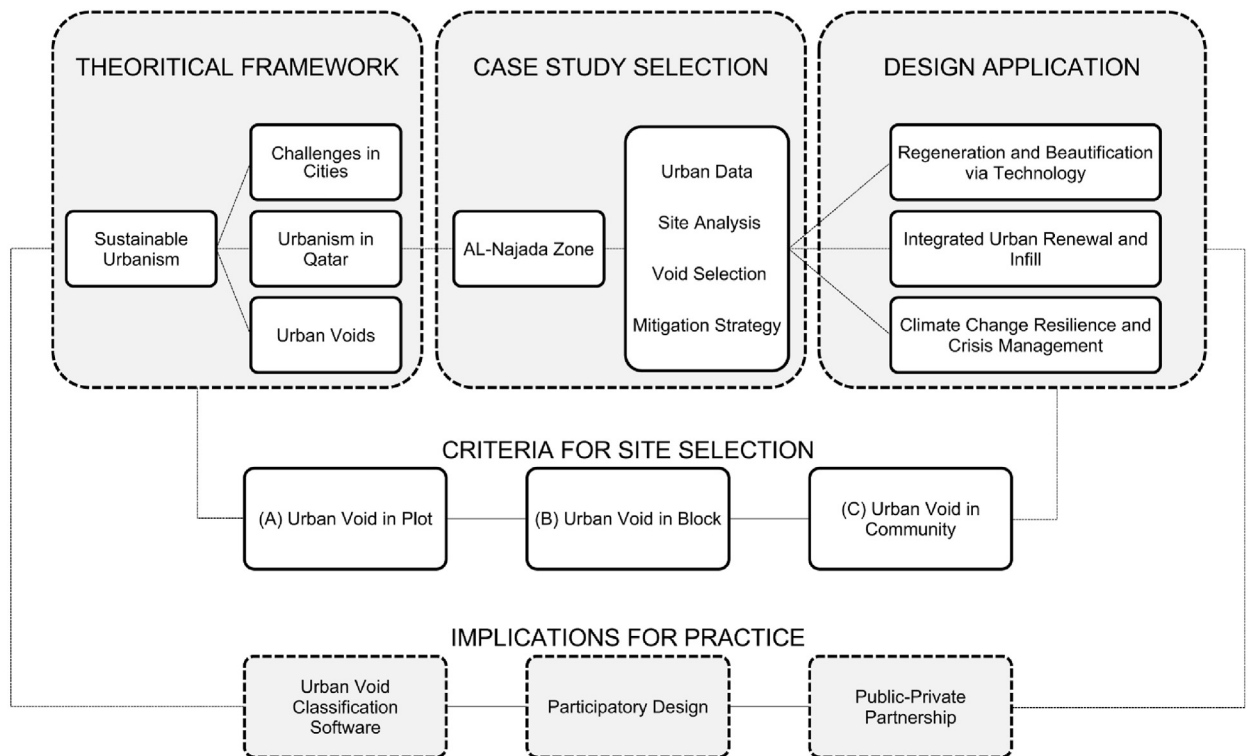 THEORITICAL FRAMEWORK
Sustainable
Urbanism
Challenges in
Cities
Urbanism in
Qatar
Urban Voids
CASE STUDY SELECTION
AL-Najada Zone
Urban Data
Site Analysis
Void Selection
Mitigation Strategy
DESIGN APPLICATION
Regeneration and Beautification
via Technology
Integrated Urban Renewal and
Infill
Climate Change Resilience and
Crisis Management
CRITERIA FOR SITE SELECTION
(A) Urban Void in Plot
(B) Urban Void in Block
(C) Urban Void in
Community
IMPLICATIONS FOR PRACTICE
Urban Void
Classification
Software
Participatory Design
Public-Private
Partnership